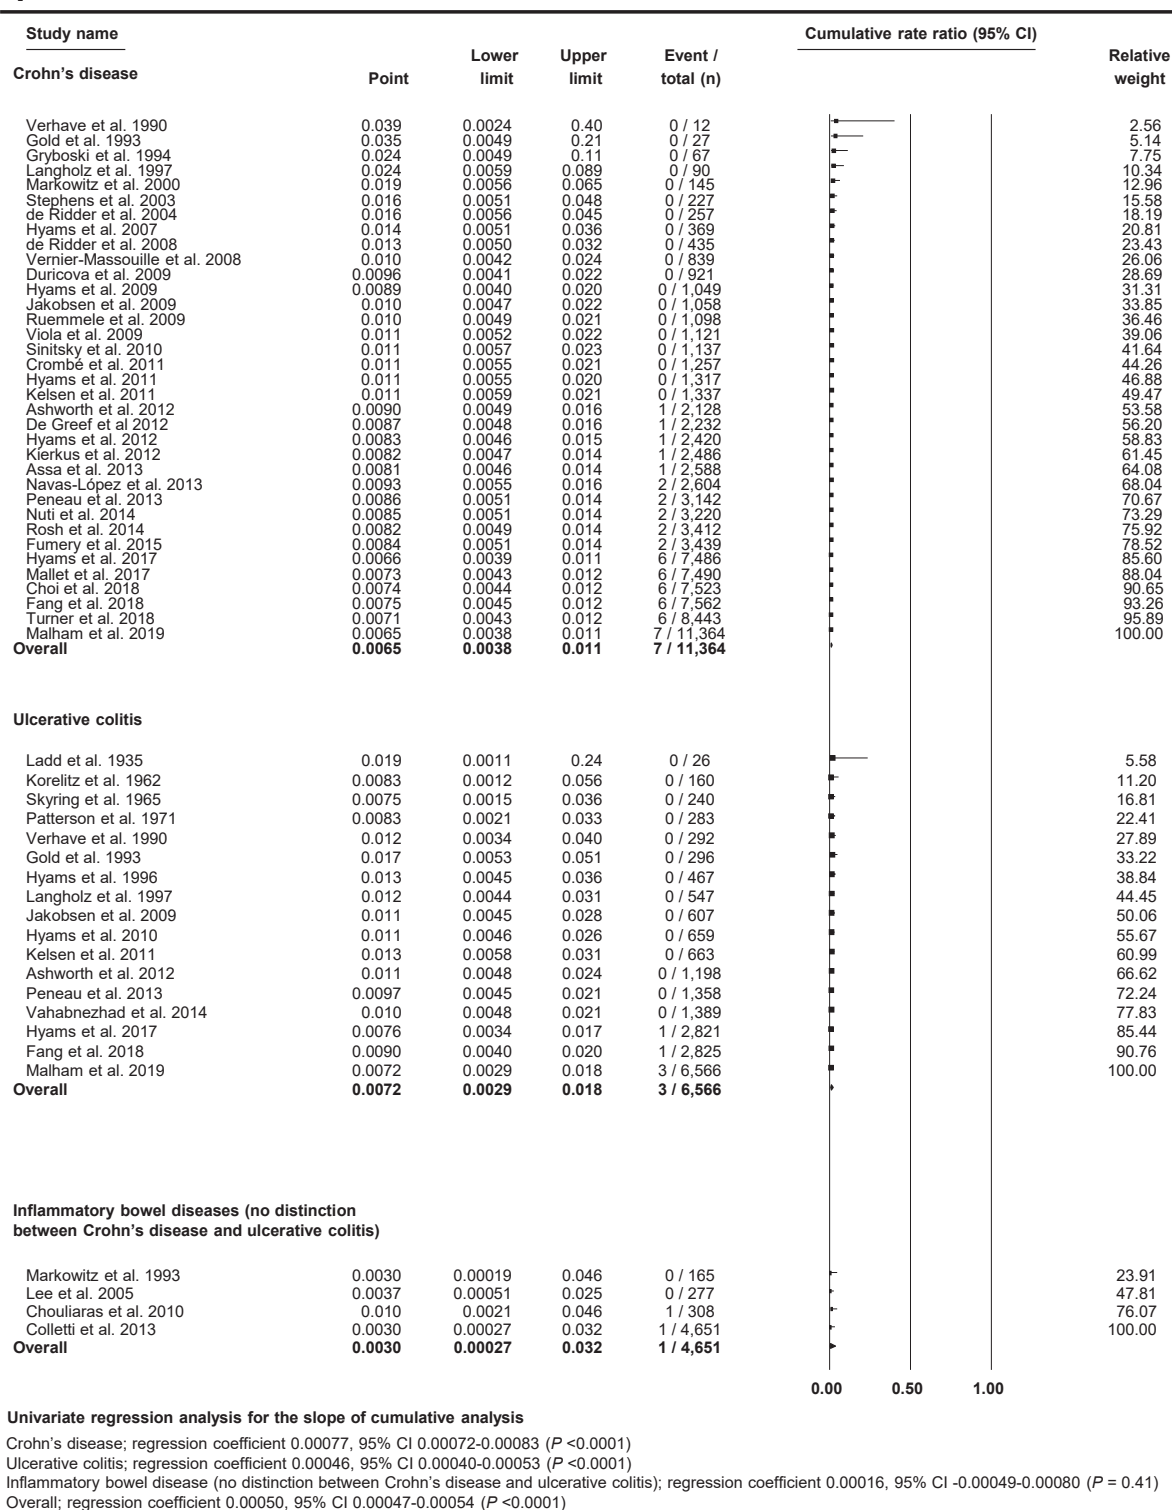 Study name Cumulative rate ratio (95% CI)
Crohn's disease Point Lower limit Upper limit Event / total (n) Relative weight
Verhave et al. 1990 0.039 0.0024 0.40 0 / 12 2.56
Gold et al. 1993 0.035 0.0049 0.21 0 / 27 5.14
Gryboski et al. 1994 0.024 0.0049 0.11 0 / 67 7.75
Langholz et al. 1997 0.024 0.0059 0.089 0 / 90 10.34
Markowitz et al. 2000 0.019 0.0056 0.065 0 / 145 12.96
Stephens et al. 2003 0.016 0.0051 0.048 0 / 227 15.58
de Ridder et al. 2004 0.016 0.0056 0.045 0 / 257 18.19
Hyams et al. 2007 0.014 0.0051 0.036 0 / 369 20.81
de Ridder et al. 2008 0.013 0.0050 0.032 0 / 435 23.43
Vernier-Massouille et al. 2008 0.010 0.0042 0.024 0 / 839 26.06
Duricova et al. 2009 0.0096 0.0041 0.022 0 / 921 28.69
Hyams et al. 2009 0.0089 0.0040 0.020 0 / 1,049 31.31
Jakobsen et al. 2009 0.010 0.0047 0.022 0 / 1,058 33.85
Ruemmele et al. 2009 0.010 0.0049 0.021 0 / 1,098 36.46
Viola et al. 2009 0.011 0.0052 0.022 0 / 1,121 39.06
Sinitsky et al. 2010 0.011 0.0057 0.023 0 / 1,137 41.64
Crombé et al. 2011 0.011 0.0055 0.021 0 / 1,257 44.26
Hyams et al. 2011 0.011 0.0055 0.020 0 / 1,317 46.88
Kelsen et al. 2011 0.011 0.0059 0.021 0 / 1,337 49.47
Ashworth et al. 2012 0.0090 0.0049 0.016 1 / 2,128 53.58
De Greef et al 2012 0.0087 0.0048 0.016 1 / 2,232 56.20
Hyams et al. 2012 0.0083 0.0046 0.015 1 / 2,420 58.83
Kierkus et al. 2012 0.0082 0.0047 0.014 1 / 2,486 61.45
Assa et al. 2013 0.0081 0.0046 0.014 1 / 2,588 64.08
Navas-López et al. 2013 0.0093 0.0055 0.016 2 / 2,604 68.04
Peneau et al. 2013 0.0086 0.0051 0.014 2 / 3,142 70.67
Nuti et al. 2014 0.0085 0.0051 0.014 2 / 3,220 73.29
Rosh et al. 2014 0.0082 0.0049 0.014 2 / 3,412 75.92
Fumery et al. 2015 0.0084 0.0051 0.014 2 / 3,439 78.52
Hyams et al. 2017 0.0066 0.0039 0.011 6 / 7,486 85.60
Mallet et al. 2017 0.0073 0.0043 0.012 6 / 7,490 88.04
Choi et al. 2018 0.0074 0.0044 0.012 6 / 7,523 90.65
Fang et al. 2018 0.0075 0.0045 0.012 6 / 7,562 93.26
Turner et al. 2018 0.0071 0.0043 0.012 6 / 8,443 95.89
Malham et al. 2019 0.0065 0.0038 0.011 7 / 11,364 100.00
Overall 0.0065 0.0038 0.011 7 / 11,364
Ulcerative colitis
Ladd et al. 1935 0.019 0.0011 0.24 0 / 26 5.58
Korelitz et al. 1962 0.0083 0.0012 0.056 0 / 160 11.20
Skyring et al. 1965 0.0075 0.0015 0.036 0 / 240 16.81
Patterson et al. 1971 0.0083 0.0021 0.033 0 / 283 22.41
Verhave et al. 1990 0.012 0.0034 0.040 0 / 292 27.89
Gold et al. 1993 0.017 0.0053 0.051 0 / 296 33.22
Hyams et al. 1996 0.013 0.0045 0.036 0 / 467 38.84
Langholz et al. 1997 0.012 0.0044 0.031 0 / 547 44.45
Jakobsen et al. 2009 0.011 0.0045 0.028 0 / 607 50.06
Hyams et al. 2010 0.011 0.0046 0.026 0 / 659 55.67
Kelsen et al. 2011 0.013 0.0058 0.031 0 / 663 60.99
Ashworth et al. 2012 0.011 0.0048 0.024 0 / 1,198 66.62
Peneau et al. 2013 0.0097 0.0045 0.021 0 / 1,358 72.24
Vahabnezhad et al. 2014 0.010 0.0048 0.021 0 / 1,389 77.83
Hyams et al. 2017 0.0076 0.0034 0.017 1 / 2,821 85.44
Fang et al. 2018 0.0090 0.0040 0.020 1 / 2,825 90.76
Malham et al. 2019 0.0072 0.0029 0.018 3 / 6,566 100.00
Overall 0.0072 0.0029 0.018 3 / 6,566
Inflammatory bowel diseases (no distinction
between Crohn's disease and ulcerative colitis)
Markowitz et al. 1993 0.0030 0.00019 0.046 0 / 165 23.91
Lee et al. 2005 0.0037 0.00051 0.025 0 / 277 47.81
Chouliaras et al. 2010 0.010 0.0021 0.046 1 / 308 76.07
Colletti et al. 2013 0.0030 0.00027 0.032 1 / 4,651 100.00
Overall 0.0030 0.00027 0.032 1 / 4,651
0.00 0.50 1.00
Univariate regression analysis for the slope of cumulative analysis
Crohn's disease; regression coefficient 0.00077, 95% CI 0.00072-0.00083 (P <0.0001)
Ulcerative colitis; regression coefficient 0.00046, 95% CI 0.00040-0.00053 (P <0.0001)
Inflammatory bowel disease (no distinction between Crohn's disease and ulcerative colitis); regression coefficient 0.00016, 95% CI -0.00049-0.00080 (P = 0.41)
Overall; regression coefficient 0.00050, 95% CI 0.00047-0.00054 (P <0.0001)